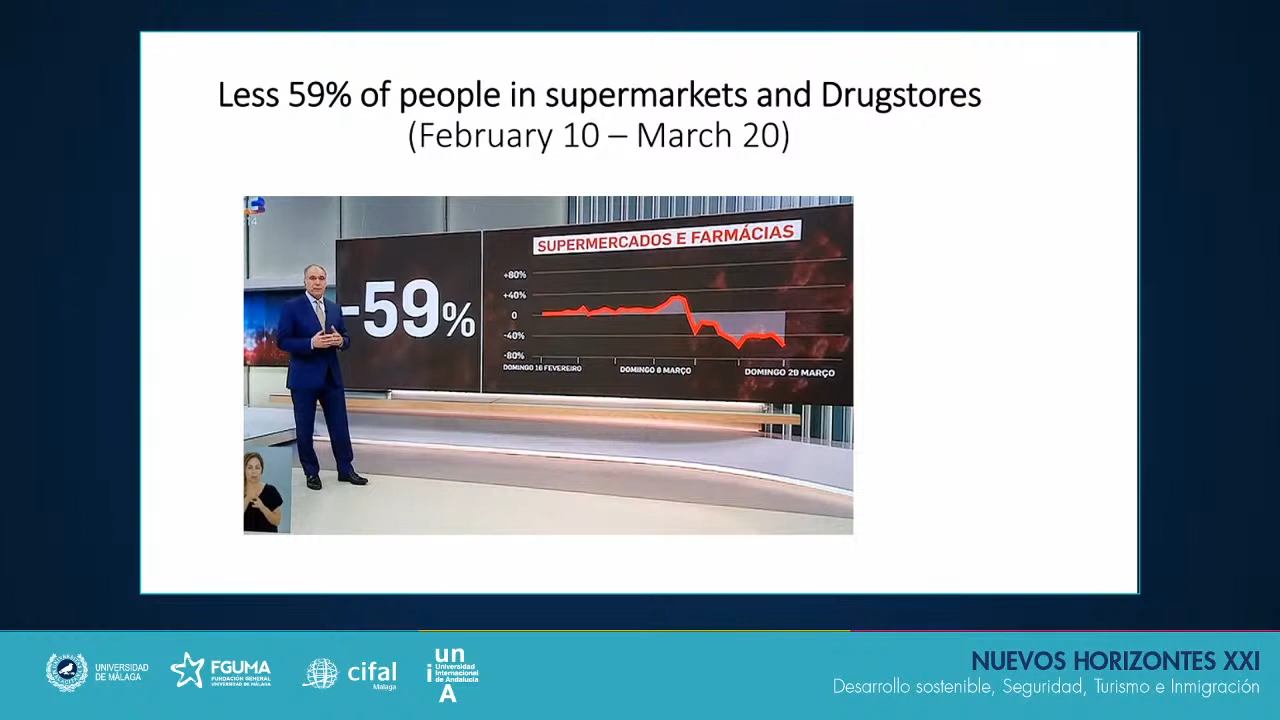 Less 59% of people in supermarkets and Drugstores
(February 10 – March 20)
14
-59%
SUPERMERCADOS E FARMÁCIAS
+80%
+40%
0
-40%
-80%
DOMINGO 16 FEVEREIRO
DOMINGO 8 MARÇO
DOMINGO 29 MARÇO
UNIVERSIDAD
DE MÁLAGA
FGUMA
FUNDACIÓN GENERAL
UNIVERSIDAD DE MÁLAGA
cifal
Malaga
un
i
Universidad
Internacional
de Andalucía
A
NUEVOS HORIZONTES XXI
Desarrollo sostenible, Seguridad, Turismo e Inmigración